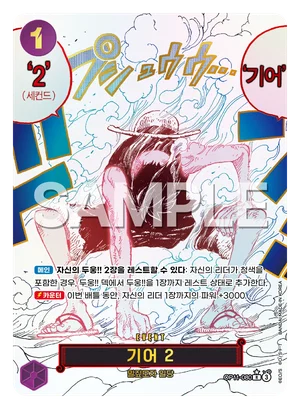 1
プシュウウ…
'2'
(세컨드)
'기어'
SAMPLE
메인 자신의 두웅!! 2장을 레스트할 수 있다: 자신의 리더가 청색을
포함한 경우, 두웅!! 덱에서 두웅!!을 1장까지 레스트 상태로 추가한다.
카운터 이번 배틀 동안, 자신의 리더 1장까지의 파워 +3000.
EVENT
기어 2
밀짚모자 일당